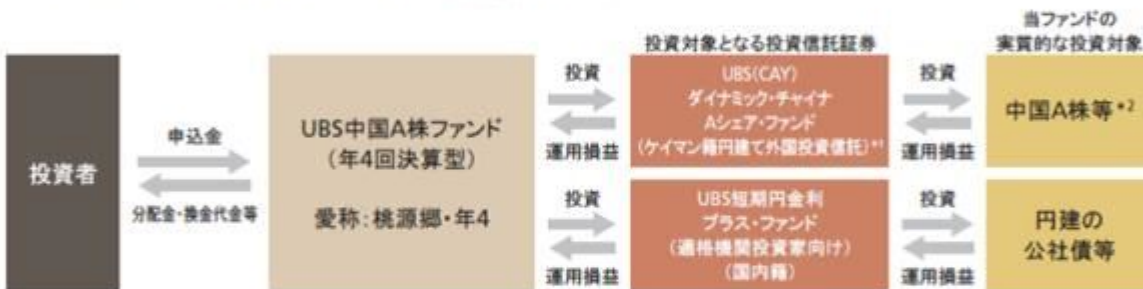 当ファンドの
実質的な投資対象
投資対象となる投資信託証券
投資者
申込金
分配金・換金代金等
UBS中国A株ファンド
(年4回決算型)
愛称:桃源郷・年4
投資
運用損益
UBS(CAY)
ダイナミック・チャイナ
Aシェア・ファンド
(ケイマン籍円建て外国投資信託)*1
投資
運用損益
中国A株等*2
投資
運用損益
UBS短期円金利
プラス・ファンド
(適格機関投資家向け)
(国内籍)
投資
運用損益
円建の
公社債等